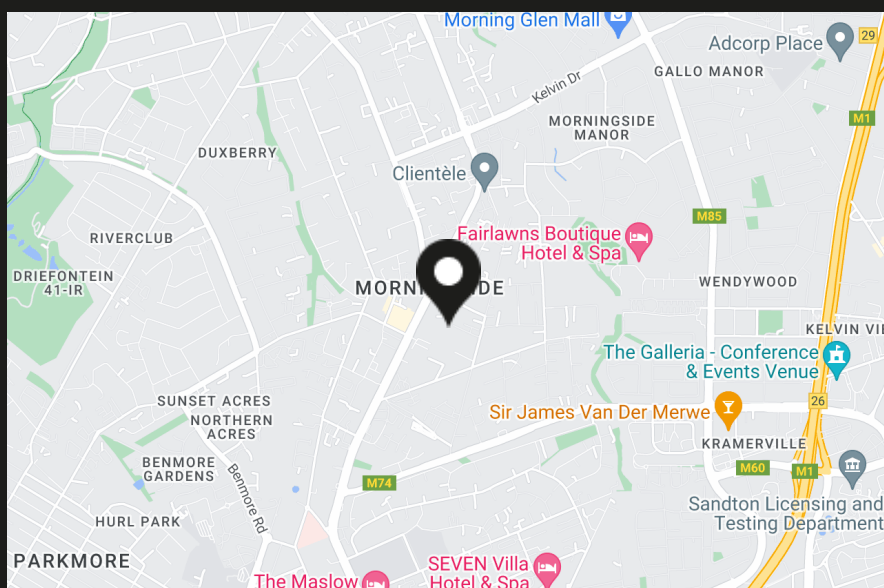 Morning Glen Mall
Adcorp Place
29
GALLO MANOR
Kelvin Dr
M1
MORNINGSIDE
MANOR
DUXBERRY
Clientèle
M85
Fairlawns Boutique
Hotel & Spa
RIVERCLUB
DRIEFONTEIN
41-IR
WENDYWOOD
KELVIN
The Galleria - Conference
& Events Venue
SUNSET ACRES
26
Sir James Van Der Merwe
NORTHERN
ACRES
KRAMERVILLE
BENMORE
GARDENS
M60
M1
Benmore Rd
M74
Sandton Licensing and
Testing Department
HURL PARK
PARKMORE
SEVEN Villa
Hotel & Spa
The Maslow